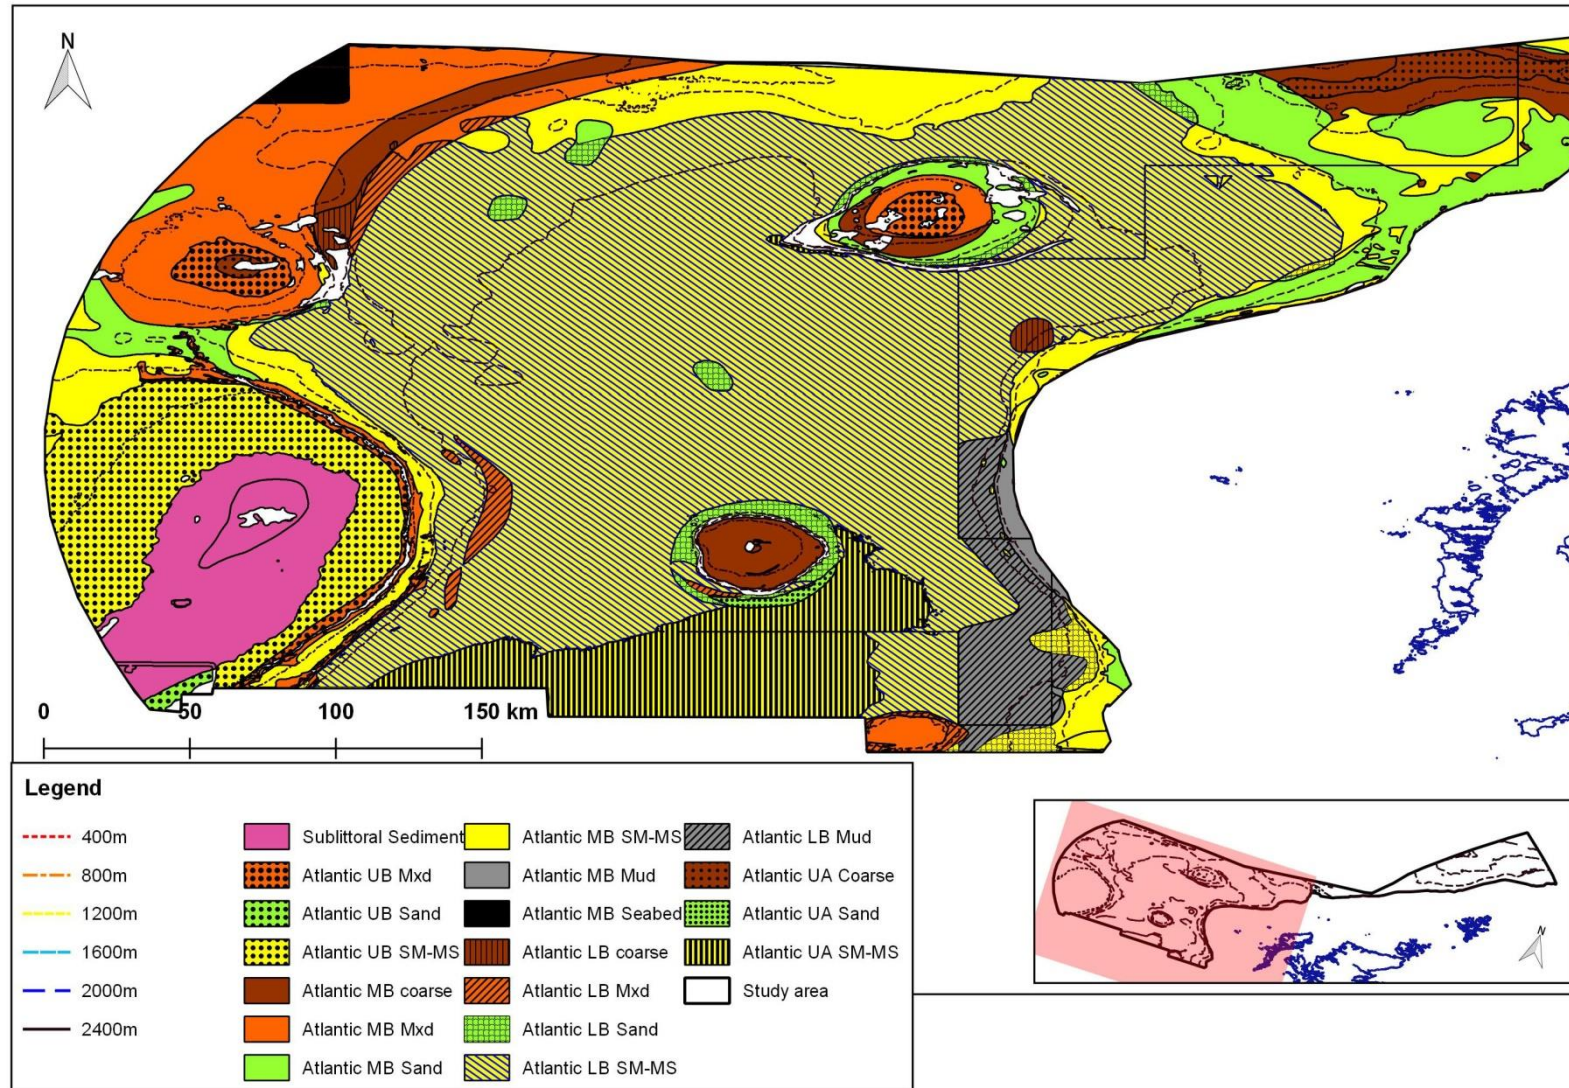 N
0 50 100 150 km
Legend
400m
800m
1200m
1600m
2000m
2400m
Sublittoral Sediment
Atlantic UB Mxd
Atlantic UB Sand
Atlantic UB SM-MS
Atlantic MB coarse
Atlantic MB Mxd
Atlantic MB Sand
Atlantic MB SM-MS
Atlantic MB Mud
Atlantic MB Seabed
Atlantic LB coarse
Atlantic LB Mxd
Atlantic LB Sand
Atlantic LB SM-MS
Atlantic LB Mud
Atlantic UA Coarse
Atlantic UA Sand
Atlantic UA SM-MS
Study area
N